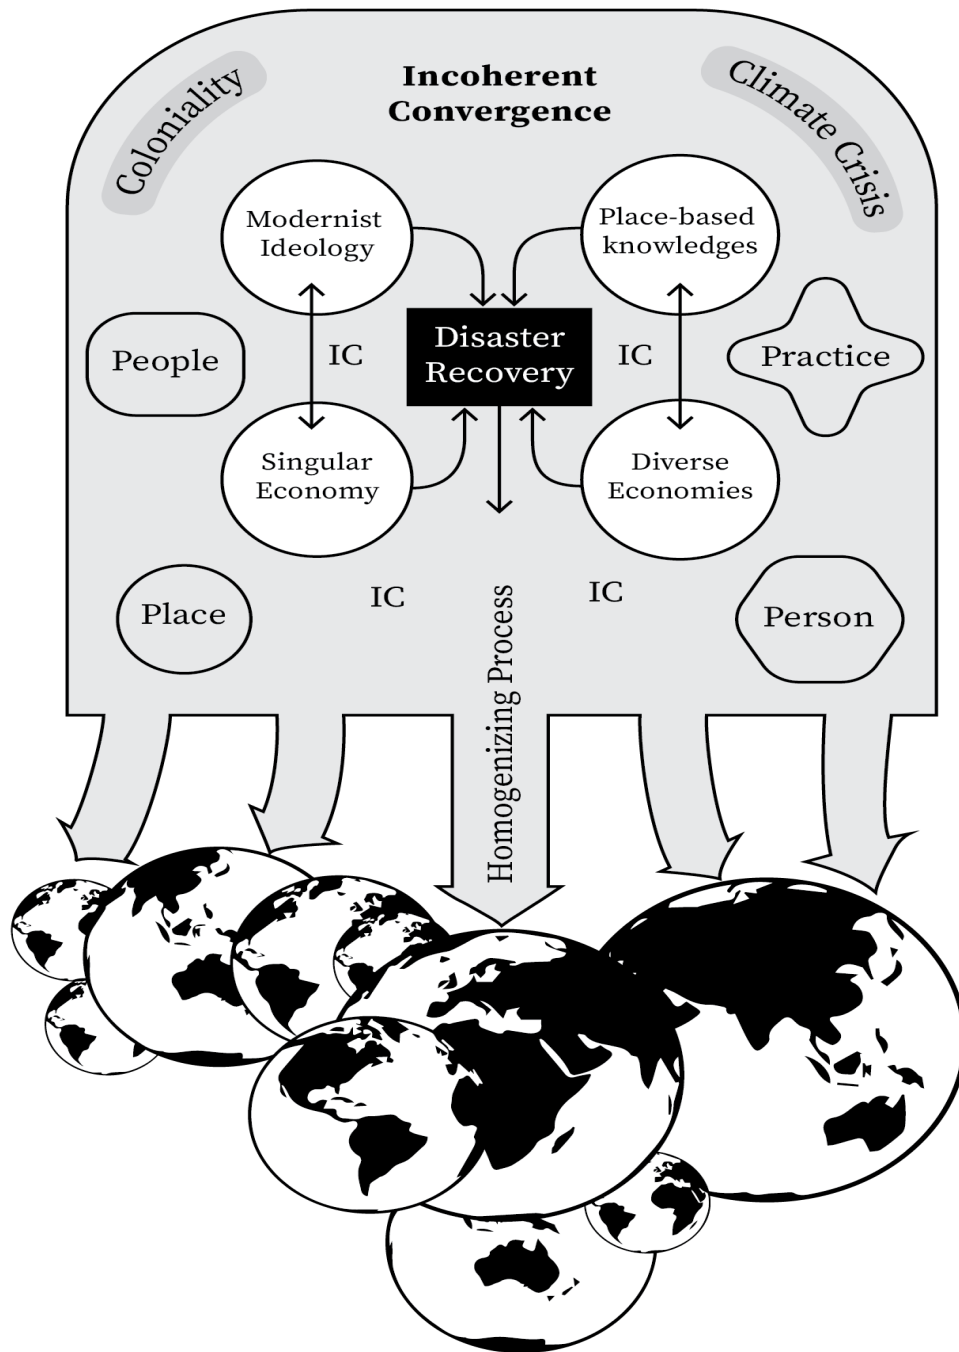 Incoherent
Convergence
Coloniality
Climate Crisis
Modernist
Ideology
Place-based
knowledges
People
IC
Disaster
Recovery
IC
Practice
Singular
Economy
Diverse
Economies
Place
IC
IC
Person
Homogenizing Process